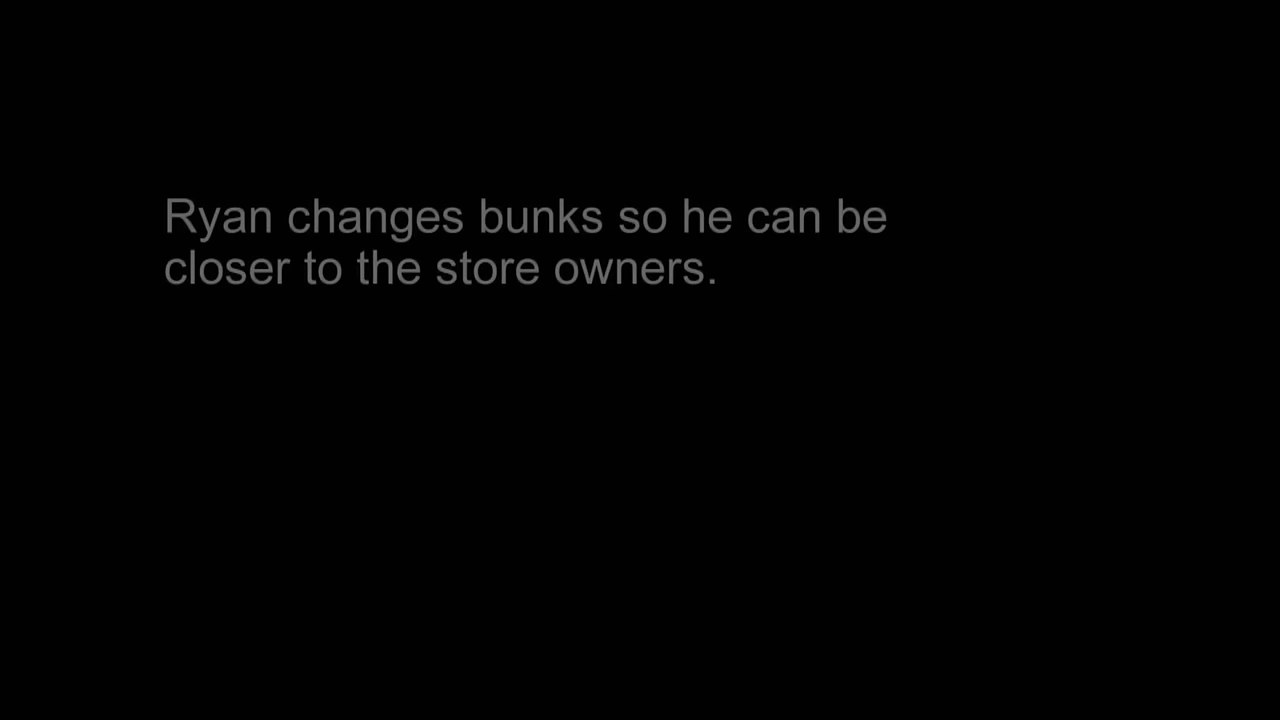 Ryan changes bunks so he can be
closer to the store owners.